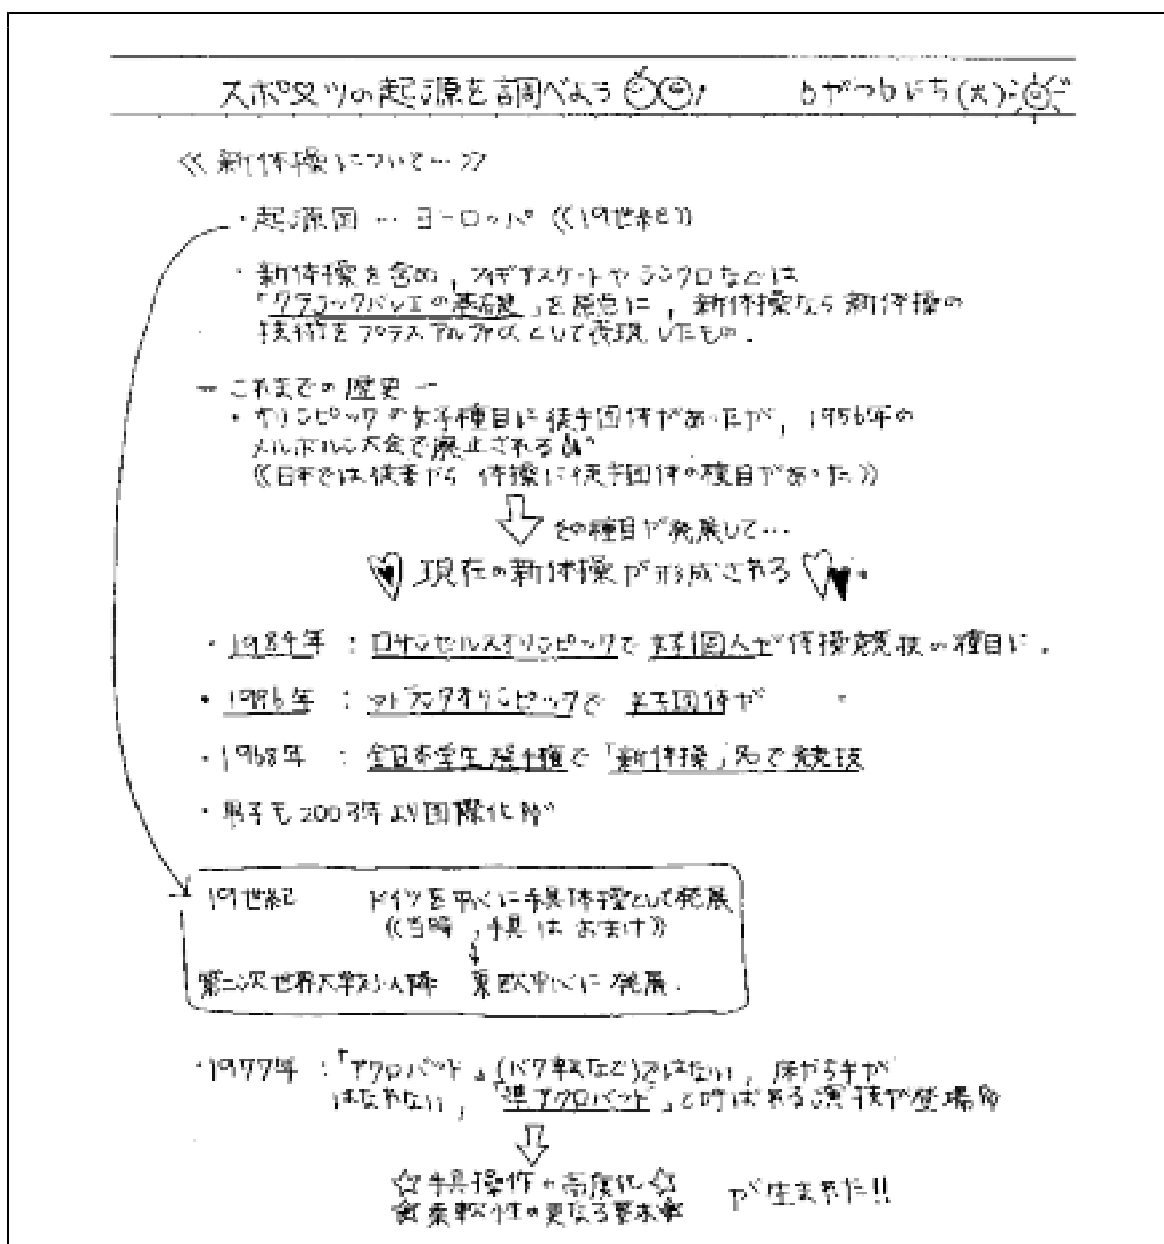 スポーツの起源を調べよう 6がつ6にち(火)
《新体操について…》
・起源国…ヨーロッパ《19世紀》
・新体操を含め,フィギアスケートやシンクロなどは
「クラシックバレエの基礎」を原点に,新体操なら新体操の
技術をプラスアルファαとして表現したもの.
ー これまでの歴史 ー
・オリンピックの女子種目に徒手団体があったが,1956年の
メルボルン大会で廃止される
《日本では彼等から 体操に徒手団体の種目があった》
その種目が発展して…
現在の新体操が形成される
・1984年:ロサンゼルスオリンピックで女子個人が体操競技の種目に.
・1996年:アトランタオリンピックで女子団体が 〃
・1968年:全日本学生選手権で「新体操」名で競技
・男子も2003年より国際化
19世紀 ドイツを中心に手具体操として発展
《当時,手具はおまけ》
第二次世界大戦以降 東欧中心に発展.
・1977年:「アクロバット」(バク転など)ではない,床から手が
はなれない,「準アクロバット」と呼ばれる演技が登場
☆手具操作の高度化☆
★柔軟性の更なる要求★ が生まれた!!